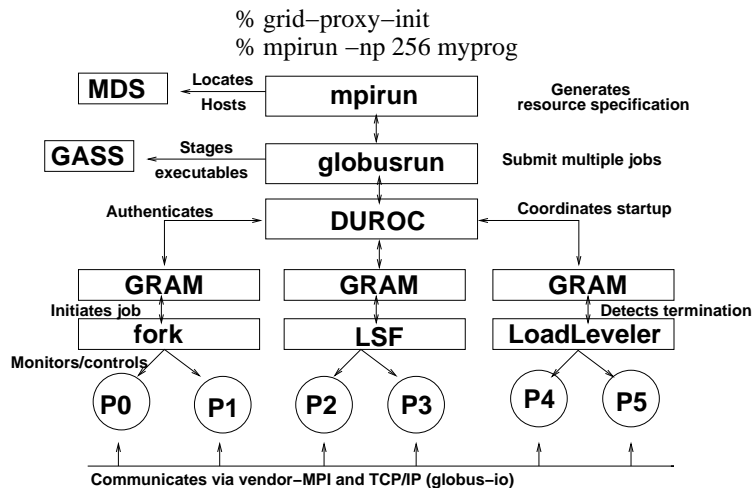 % grid−proxy−init
% mpirun −np 256 myprog
MDS
Locates
Hosts
mpirun
Generates
resource specification
GASS
Stages
executables
globusrun
Submit multiple jobs
Authenticates
DUROC
Coordinates startup
GRAM
GRAM
GRAM
Initiates job
Detects termination
fork
LSF
LoadLeveler
Monitors/controls
P0
P1
P2
P3
P4
P5
Communicates via vendor−MPI and TCP/IP (globus−io)